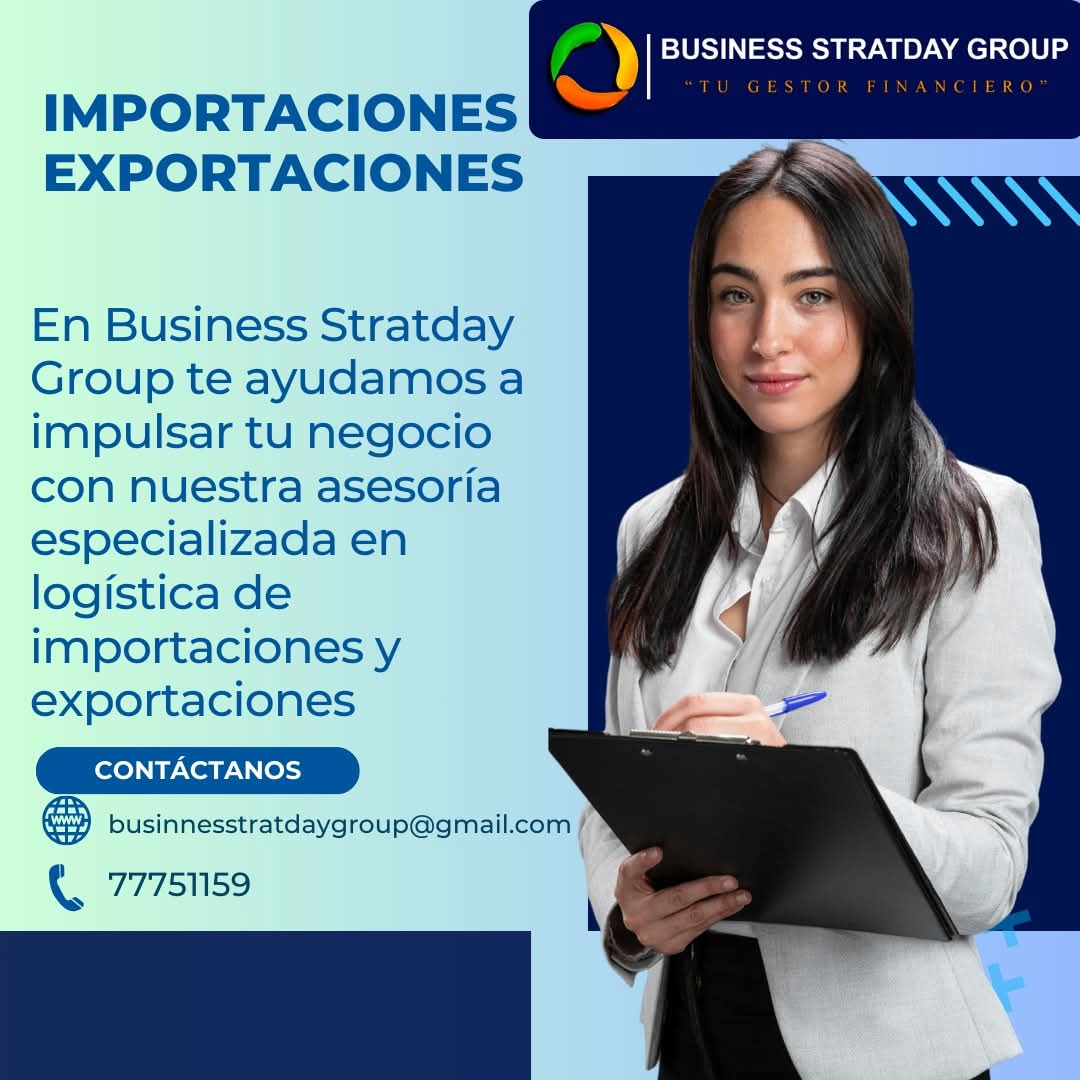 BUSINESS STRATDAY GROUP
“TU GESTOR FINANCIERO”
IMPORTACIONES
EXPORTACIONES
En Business Stratday
Group te ayudamos a
impulsar tu negocio
con nuestra asesoría
especializada en
logística de
importaciones y
exportaciones
CONTÁCTANOS
www
businnesstratdaygroup@gmail.com
77751159